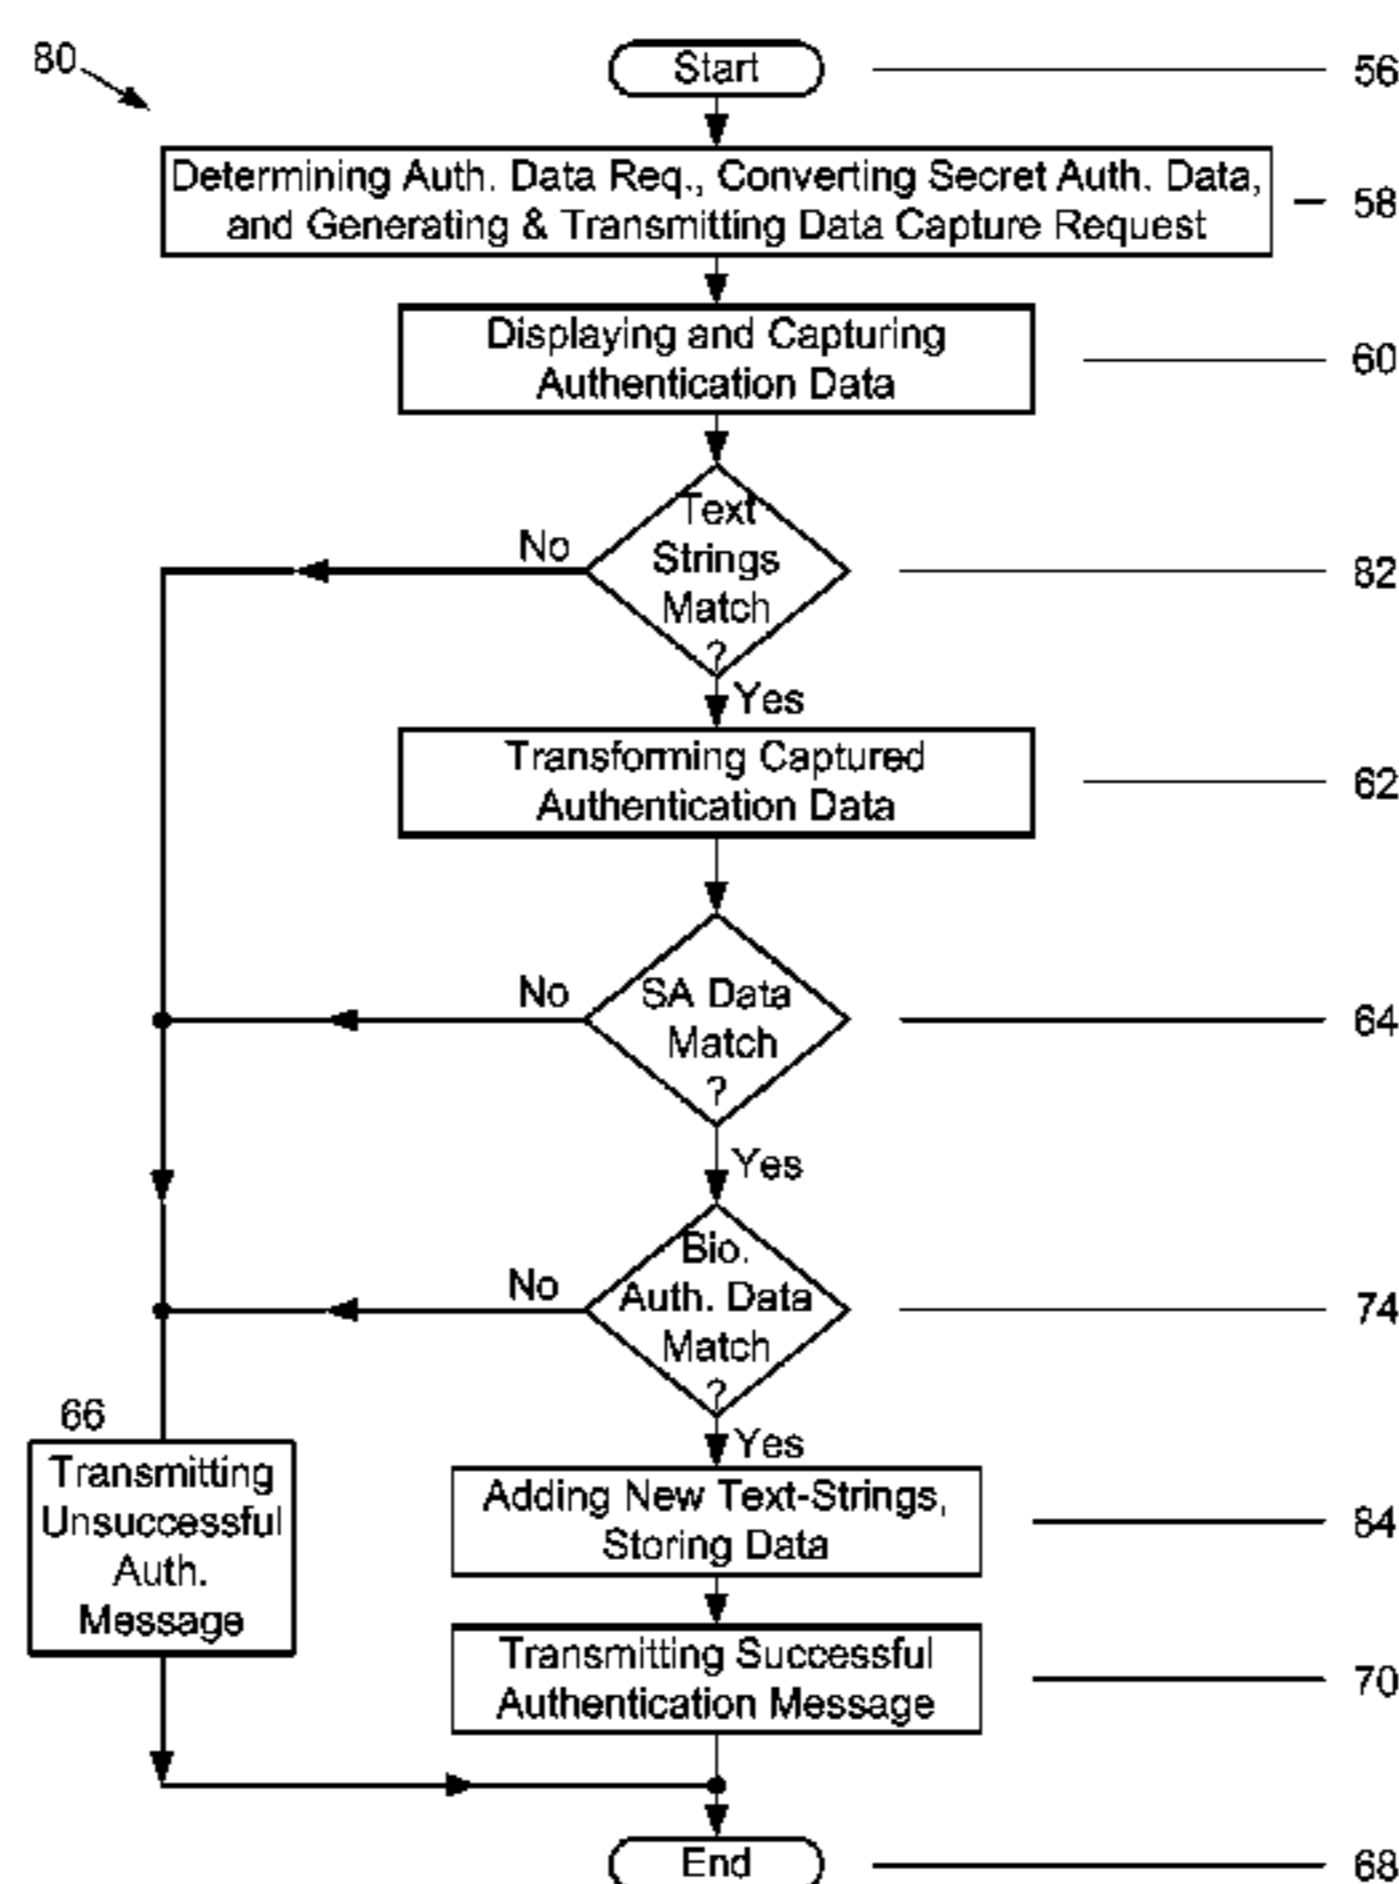 80
Start
56
Determining Auth. Data Req., Converting Secret Auth. Data,
and Generating & Transmitting Data Capture Request
58
Displaying and Capturing
Authentication Data
60
Text
Strings
Match
?
No
82
Yes
Transforming Captured
Authentication Data
62
SA Data
Match
?
No
64
Yes
Bio.
Auth. Data
Match
?
No
74
Yes
66
Transmitting
Unsuccessful
Auth.
Message
Adding New Text-Strings,
Storing Data
84
Transmitting Successful
Authentication Message
70
End
68